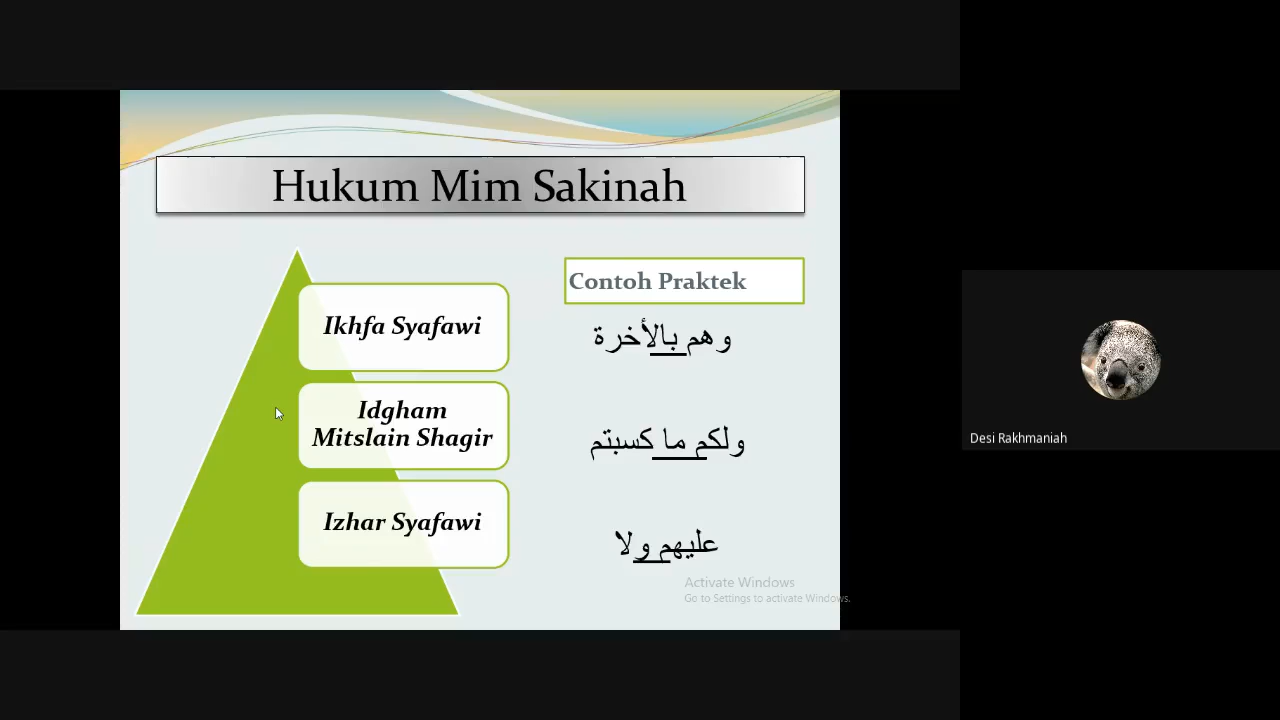 Hukum Mim Sakinah
Ikhfa Syafawi
Idgham
Mitslain Shagir
Izhar Syafawi
Contoh Praktek
وهم بالأخرة
ولكم ما كسبتم
عليهم ولا
Activate Windows
Go to Settings to activate Windows.
Desi Rakhmaniah